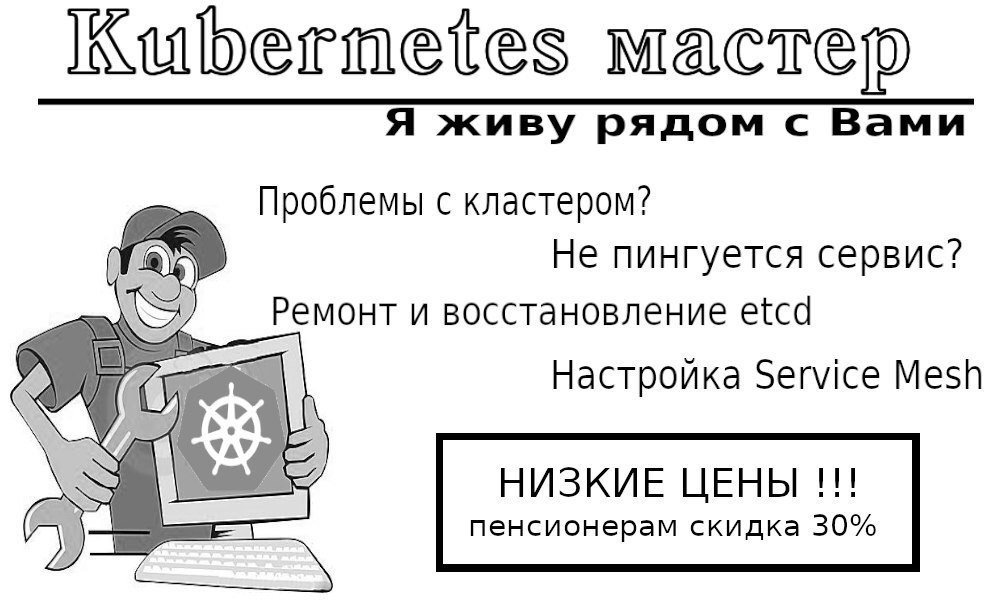 Kubernetes мастер
Я живу рядом с Вами
Проблемы с кластером?
Не пингуется сервис?
Ремонт и восстановление etcd
Настройка Service Mesh
НИЗКИЕ ЦЕНЫ !!!
пенсионерам скидка 30%